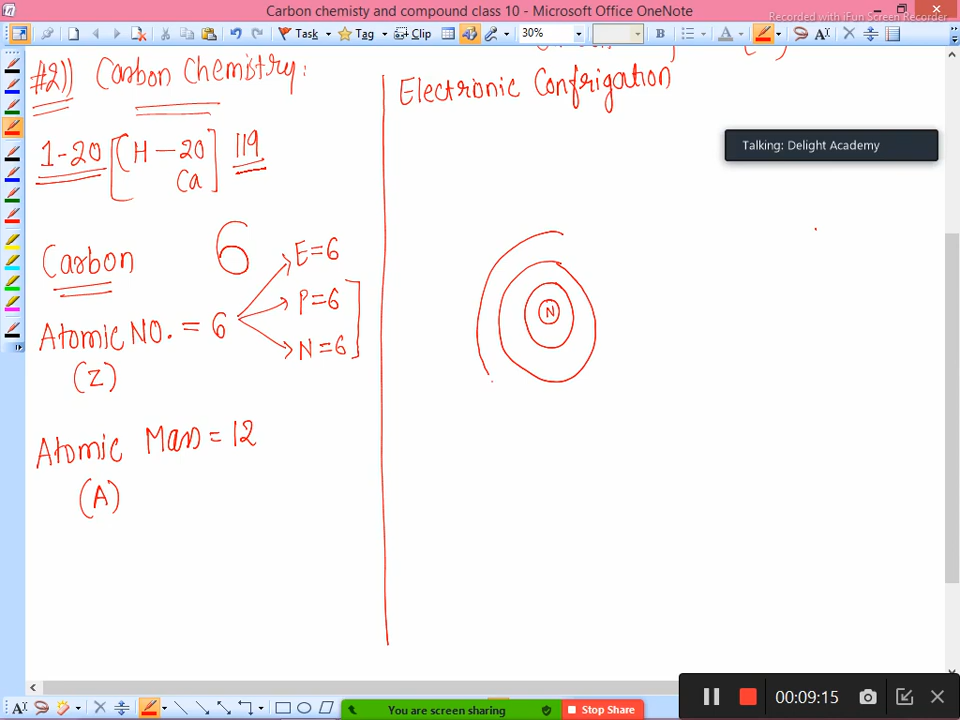 Carbon chemisty and compound class 10 - Microsoft Office OneNote
Recorded with iFun Screen Recorder
Task
Tag
Clip
30%
B
A
#2)) Carbon Chemistry:
1-20 [H - 20 Ca] 119
Carbon 6
E = 6
P = 6
N = 6
Atomic NO. = 6
(Z)
Atomic Mass = 12
(A)
Electronic Confrigation
N
Talking: Delight Academy
You are screen sharing
Stop Share
00:09:15